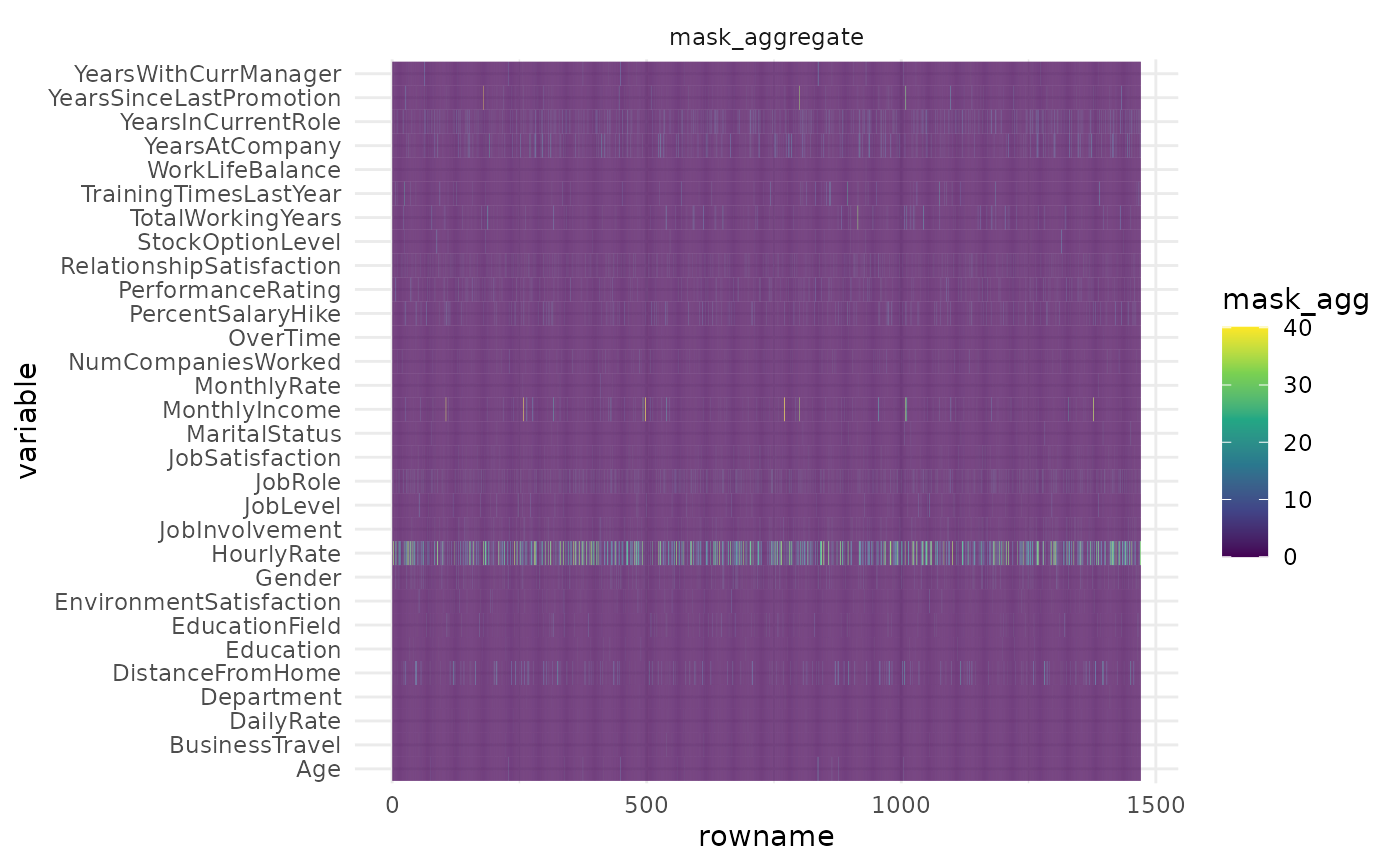 mask_aggregate
YearsWithCurrManager
YearsSinceLastPromotion
YearsInCurrentRole
YearsAtCompany
WorkLifeBalance
TrainingTimesLastYear
TotalWorkingYears
StockOptionLevel
RelationshipSatisfaction
PerformanceRating
PercentSalaryHike
OverTime
NumCompaniesWorked
MonthlyRate
MonthlyIncome
MaritalStatus
JobSatisfaction
JobRole
JobLevel
JobInvolvement
HourlyRate
Gender
EnvironmentSatisfaction
EducationField
Education
DistanceFromHome
Department
DailyRate
BusinessTravel
Age
variable
0 500 1000 1500
rowname
mask_agg
40
30
20
10
0